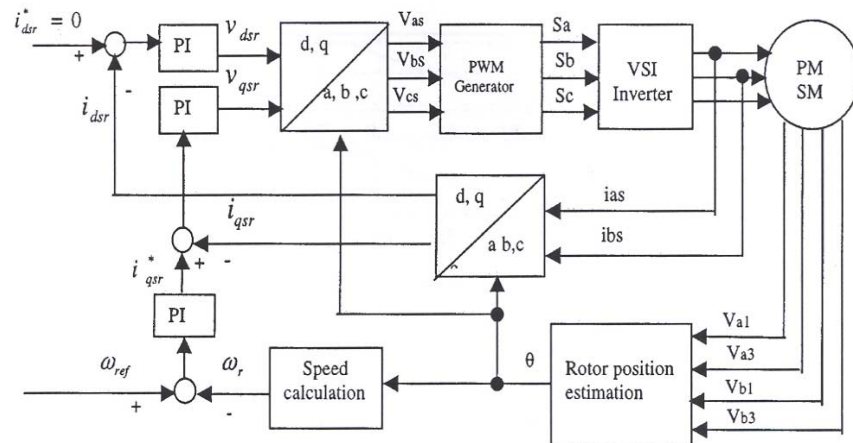 i*dsr = 0
+
-
PI
vdsr
d, q
a, b ,c
Vas
Vbs
Vcs
PWM
Generator
Sa
Sb
Sc
VSI
Inverter
PM
SM
PI
vqsr
idsr
-
d, q
a b,c
ias
ibs
iqsr
+
-
i*qsr
PI
ωref
+
-
ωr
Speed
calculation
θ
Rotor position
estimation
Va1
Va3
Vb1
Vb3